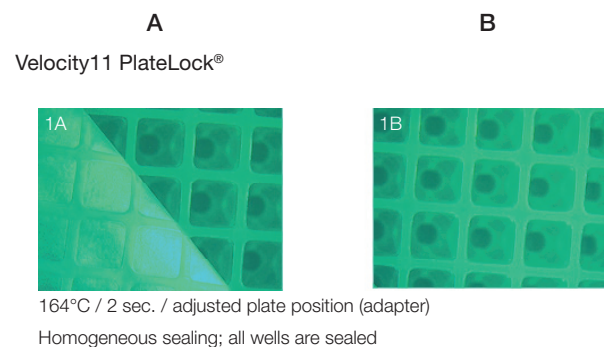 A B
Velocity11 PlateLock®
1A 1B
164°C / 2 sec. / adjusted plate position (adapter)
Homogeneous sealing; all wells are sealed